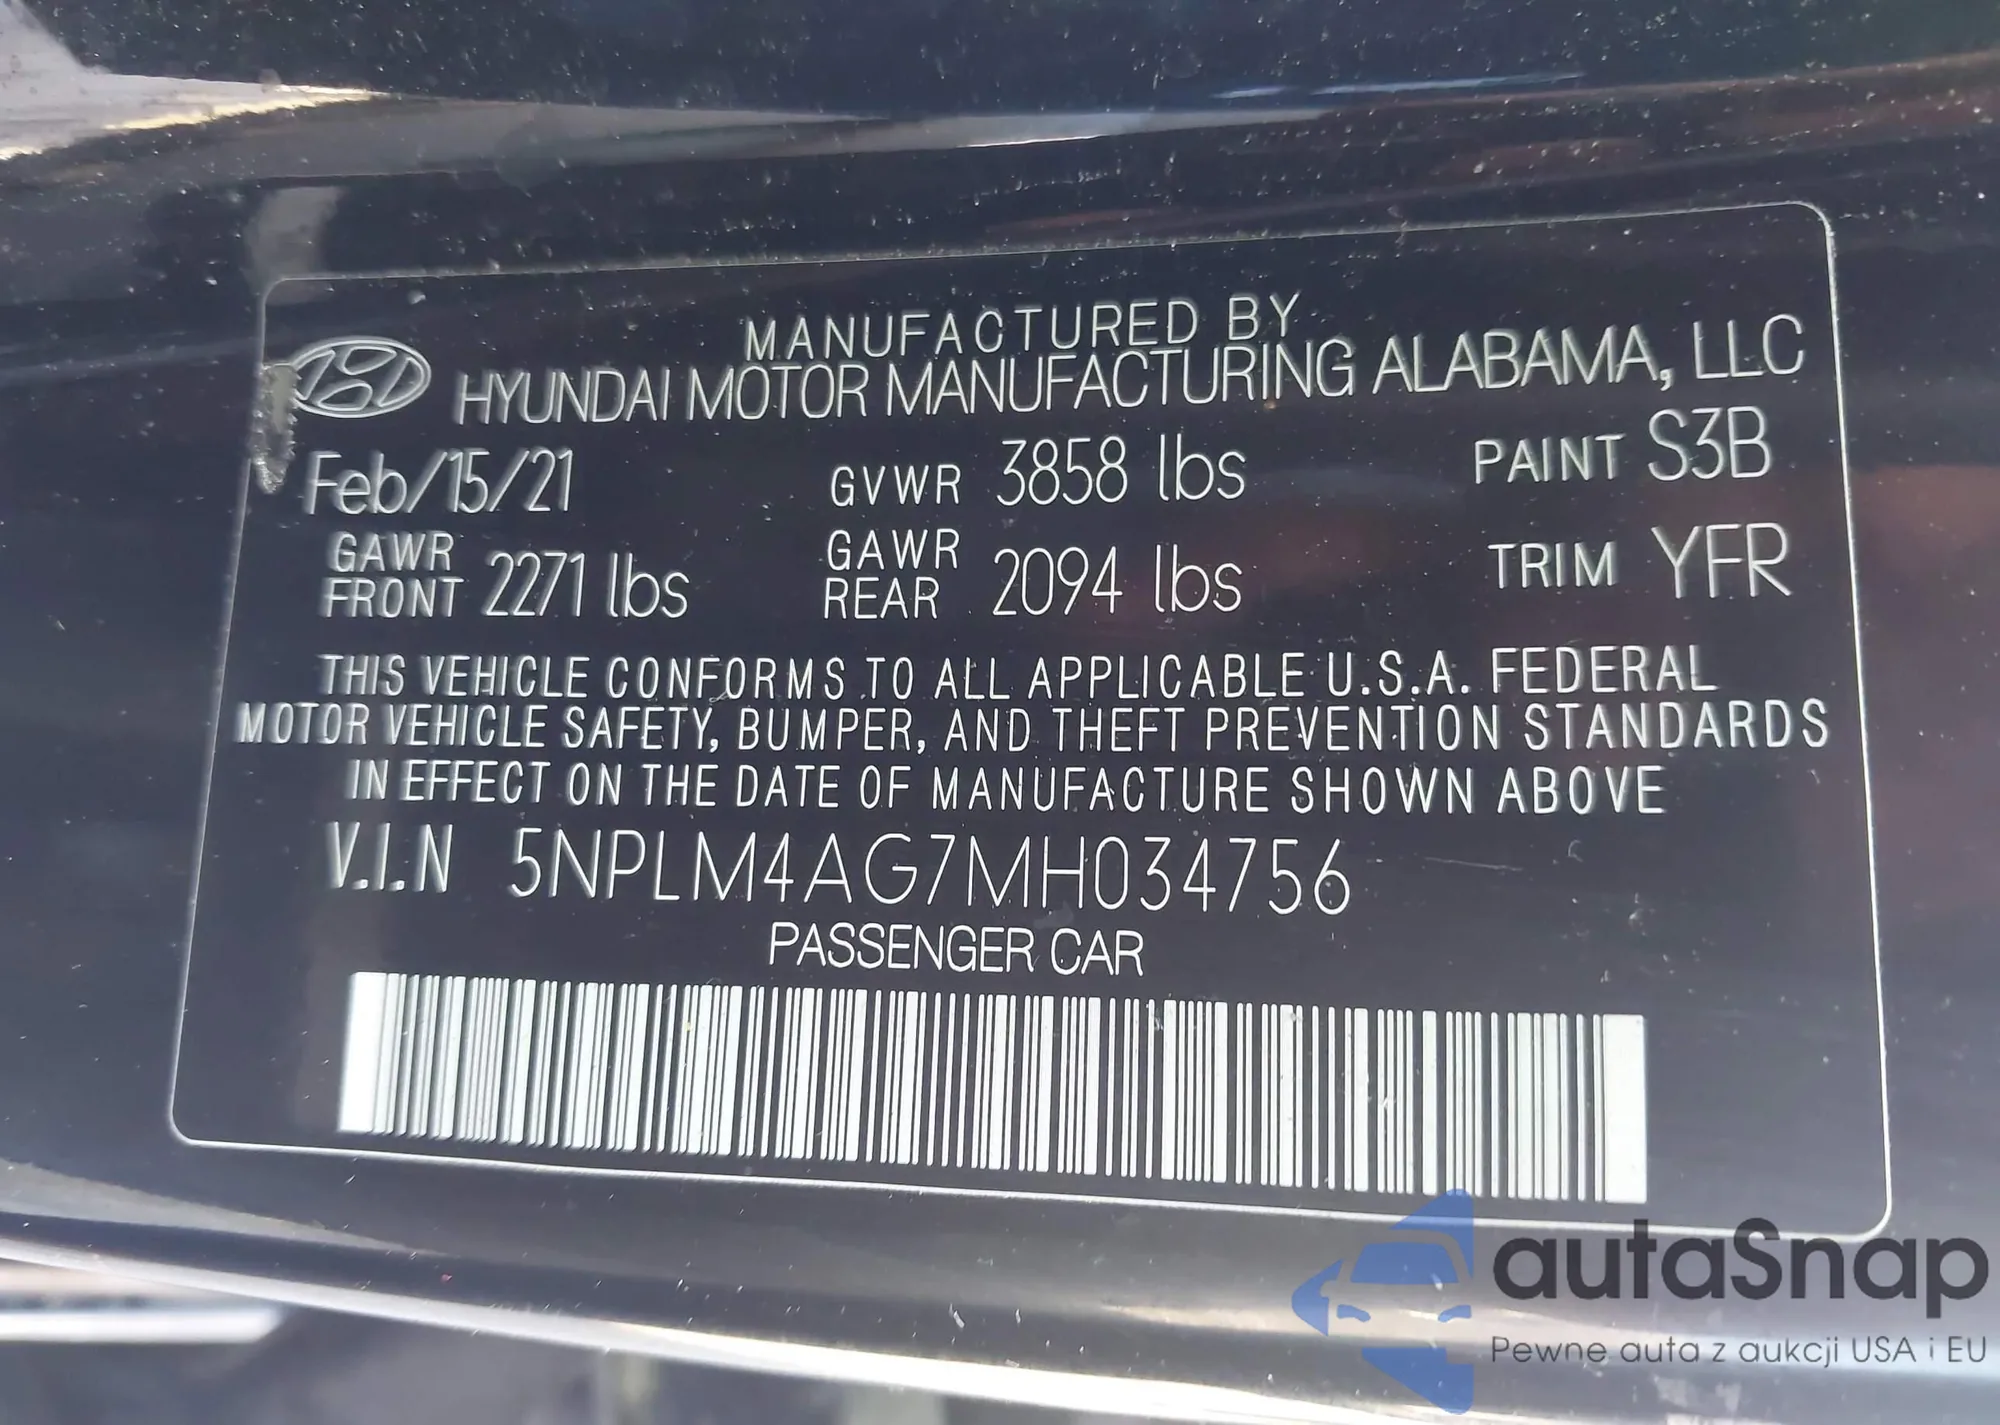 MANUFACTURED BY
HYUNDAI MOTOR MANUFACTURING ALABAMA, LLC
Feb/15/21 GVWR 3858 lbs PAINT S3B
GAWR FRONT 2271 lbs GAWR REAR 2094 lbs TRIM YFR
THIS VEHICLE CONFORMS TO ALL APPLICABLE U.S.A. FEDERAL
MOTOR VEHICLE SAFETY, BUMPER, AND THEFT PREVENTION STANDARDS
IN EFFECT ON THE DATE OF MANUFACTURE SHOWN ABOVE
V.I.N 5NPLM4AG7MH034756
PASSENGER CAR
autaSnap
Pewne auta z aukcji USA i EU